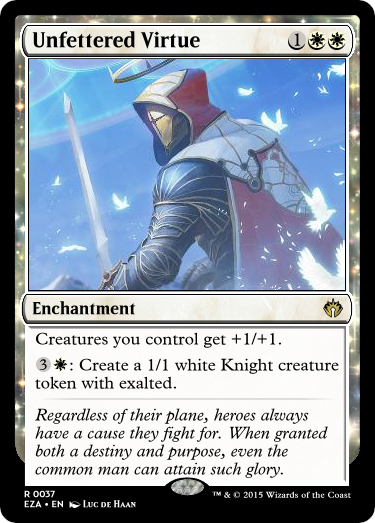 Unfettered Virtue 1
Enchantment
Creatures you control get +1/+1.
3 : Create a 1/1 white Knight creature
token with exalted.
Regardless of their plane, heroes always
have a cause they fight for. When granted
both a destiny and purpose, even the
common man can attain such glory.
R 0037 ™ & © 2015 Wizards of the Coast
EZA • EN Luc de Haan